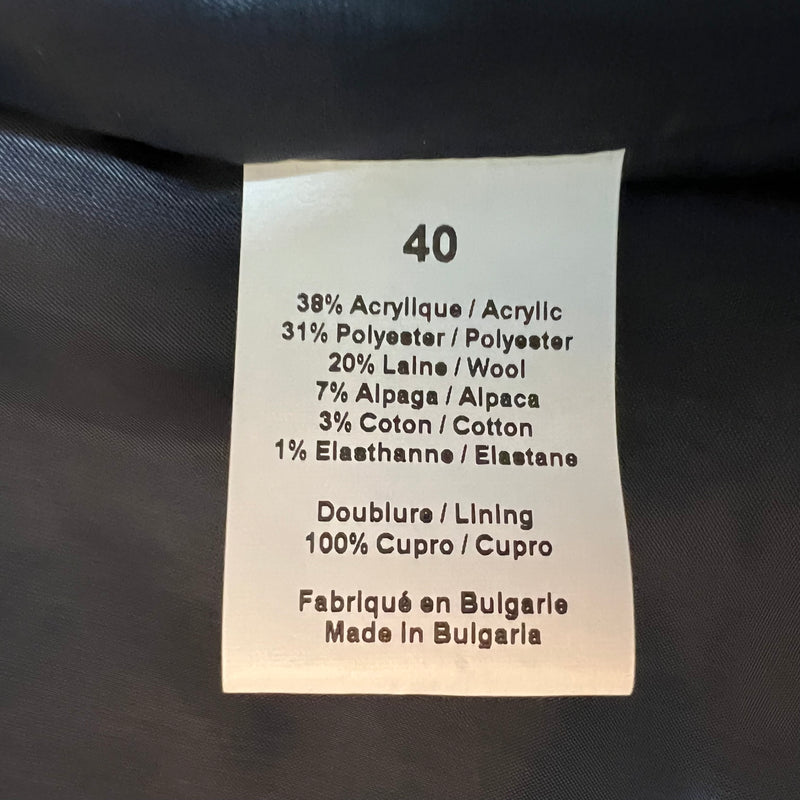 40
38% Acrylique / Acrylic
31% Polyester / Polyester
20% Laine / Wool
7% Alpaga / Alpaca
3% Coton / Cotton
1% Elasthanne / Elastane
Doublure / Lining
100% Cupro / Cupro
Fabriqué en Bulgarie
Made in Bulgaria